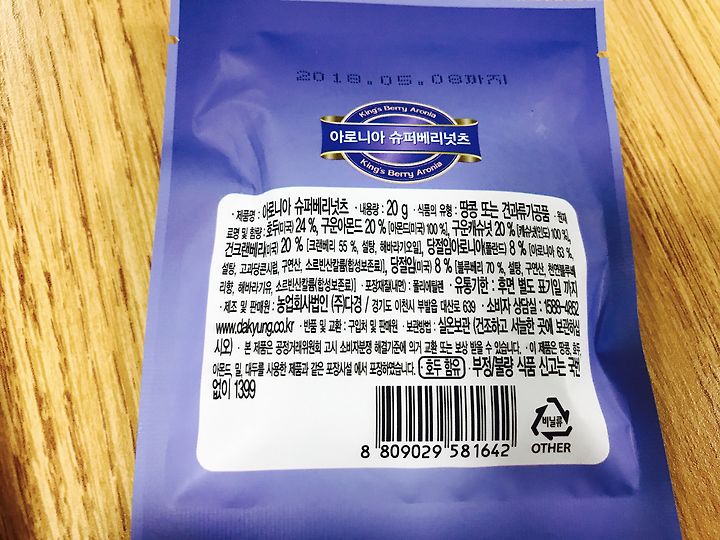 2018.05.08까지
King's Berry Aronia
아로니아 슈퍼베리넛츠
King's Berry Aronia
· 제품명 : 아로니아 슈퍼베리넛츠 · 내용량 : 20 g · 식품의 유형 : 땅콩 또는 견과류가공품 · 원재
료명 및 함량 : 호두(미국) 24 %, 구운아몬드 20 % [아몬드(미국) 100 %], 구운캐슈넛 20 % [캐슈넛(인도) 100 %],
건크랜베리(미국) 20 % [크랜베리 55 %, 설탕, 해바라기오일], 당절임아로니아(폴란드) 8 % [아로니아 63 %,
설탕, 고과당콘시럽, 구연산, 소르빈산칼륨(합성보존료)], 당절임(미국) 8 % [블루베리 70 %, 설탕, 구연산, 천연블루베
리향, 해바라기유, 소르빈산칼륨(합성보존료)] · 포장재질(내면) : 폴리에틸렌 · 유통기한 : 후면 별도 표기일 까지
· 제조 및 판매원 : 농업회사법인 (주)다경 / 경기도 이천시 부발읍 대산로 639 · 소비자 상담실 : 1588-4862
www.dakyung.co.kr · 반품 및 교환 : 구입처 및 판매원 · 보관방법 : 실온보관 (건조하고 서늘한 곳에 보관하십
시오) · 본 제품은 공정거래위원회 고시 소비자분쟁 해결기준에 의거 교환 또는 보상 받을 수 있습니다. · 이 제품은 땅콩, 호두,
아몬드, 밀, 대두를 사용한 제품과 같은 포장시설 에서 포장하였습니다. 호두 함유 · 부정/불량 식품 신고는 국번
없이 1399
8 809029 581642
비닐류
OTHER